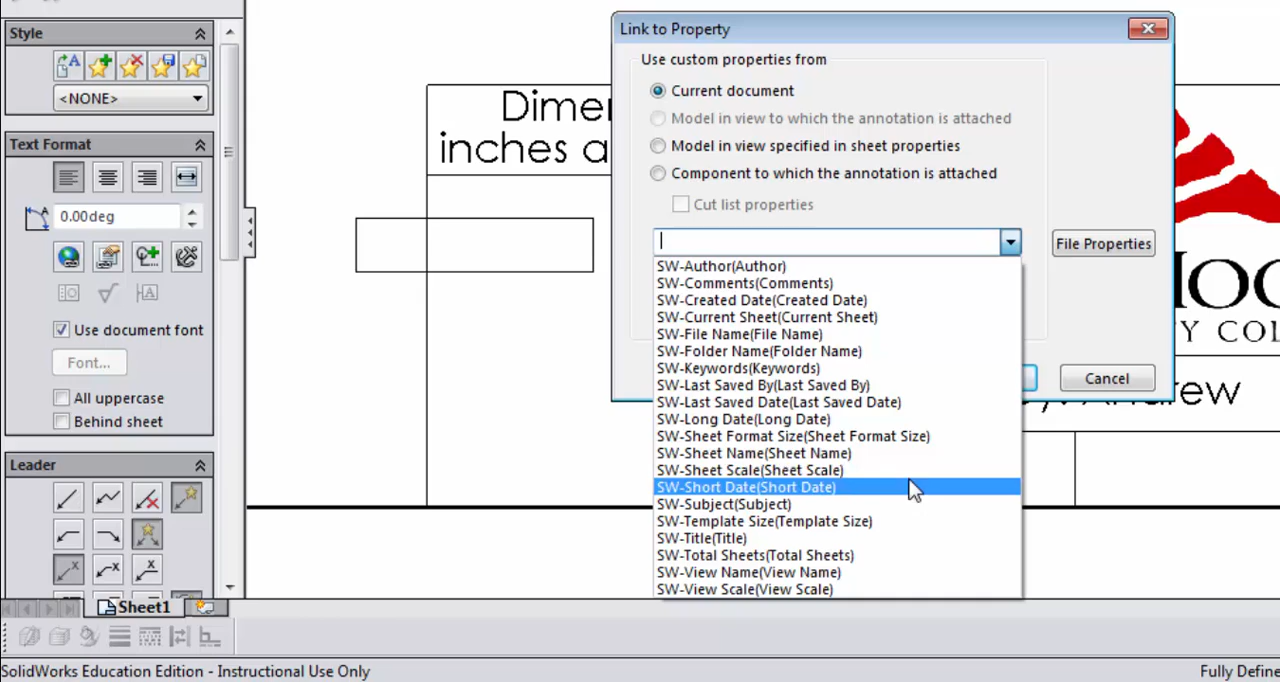 Style
<NONE>
Text Format
0.00deg
Use document font
Font...
All uppercase
Behind sheet
Leader
Sheet1
SolidWorks Education Edition - Instructional Use Only
inches
Link to Property
Use custom properties from
Current document
Model in view to which the annotation is attached
Model in view specified in sheet properties
Component to which the annotation is attached
Cut list properties
File Properties
SW-Author(Author)
SW-Comments(Comments)
SW-Created Date(Created Date)
SW-Current Sheet(Current Sheet)
SW-File Name(File Name)
SW-Folder Name(Folder Name)
SW-Keywords(Keywords)
SW-Last Saved By(Last Saved By)
SW-Last Saved Date(Last Saved Date)
SW-Long Date(Long Date)
SW-Sheet Format Size(Sheet Format Size)
SW-Sheet Name(Sheet Name)
SW-Sheet Scale(Sheet Scale)
SW-Short Date(Short Date)
SW-Subject(Subject)
SW-Template Size(Template Size)
SW-Title(Title)
SW-Total Sheets(Total Sheets)
SW-View Name(View Name)
SW-View Scale(View Scale)
Cancel
Andrew
Fully Define